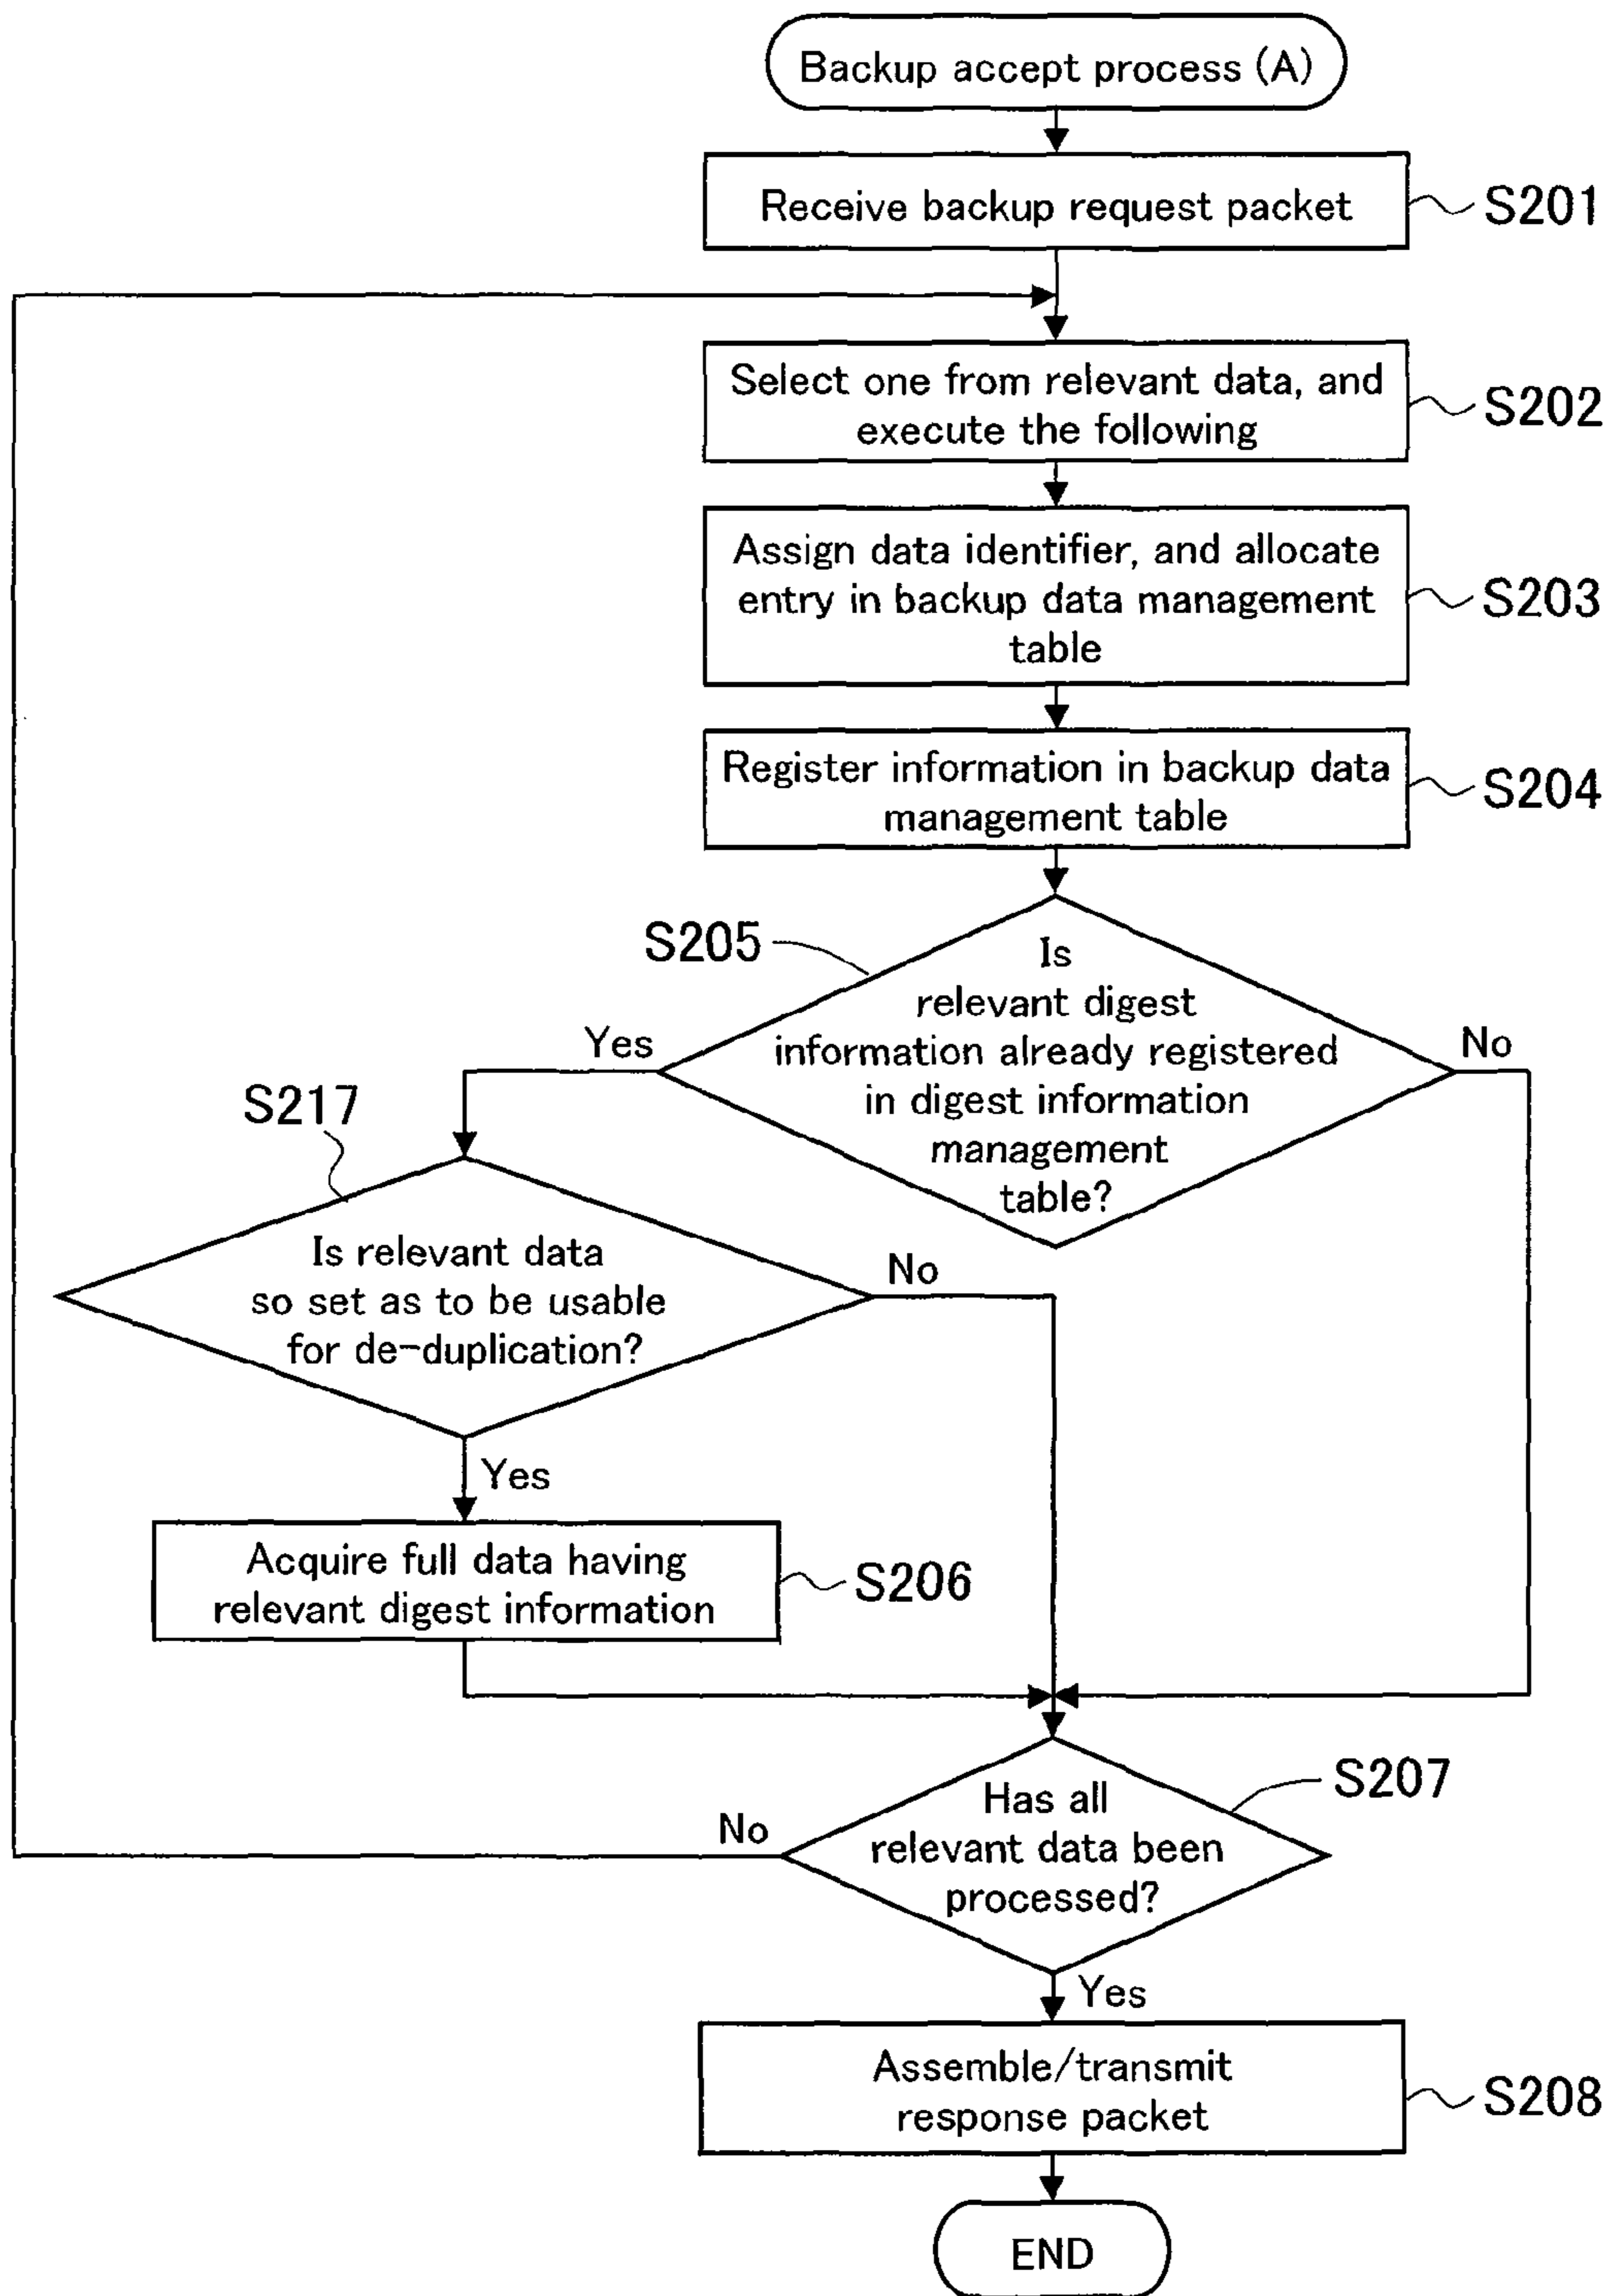 Backup accept process (A)
Receive backup request packet
S201
Select one from relevant data, and
execute the following
S202
Assign data identifier, and allocate
entry in backup data management
table
S203
Register information in backup data
management table
S204
S205
Is
relevant digest
information already registered
in digest information
management
table?
Yes
No
S217
Is relevant data
so set as to be usable
for de-duplication?
No
Yes
Acquire full data having
relevant digest information
S206
S207
Has all
relevant data been
processed?
No
Yes
Assemble/transmit
response packet
S208
END